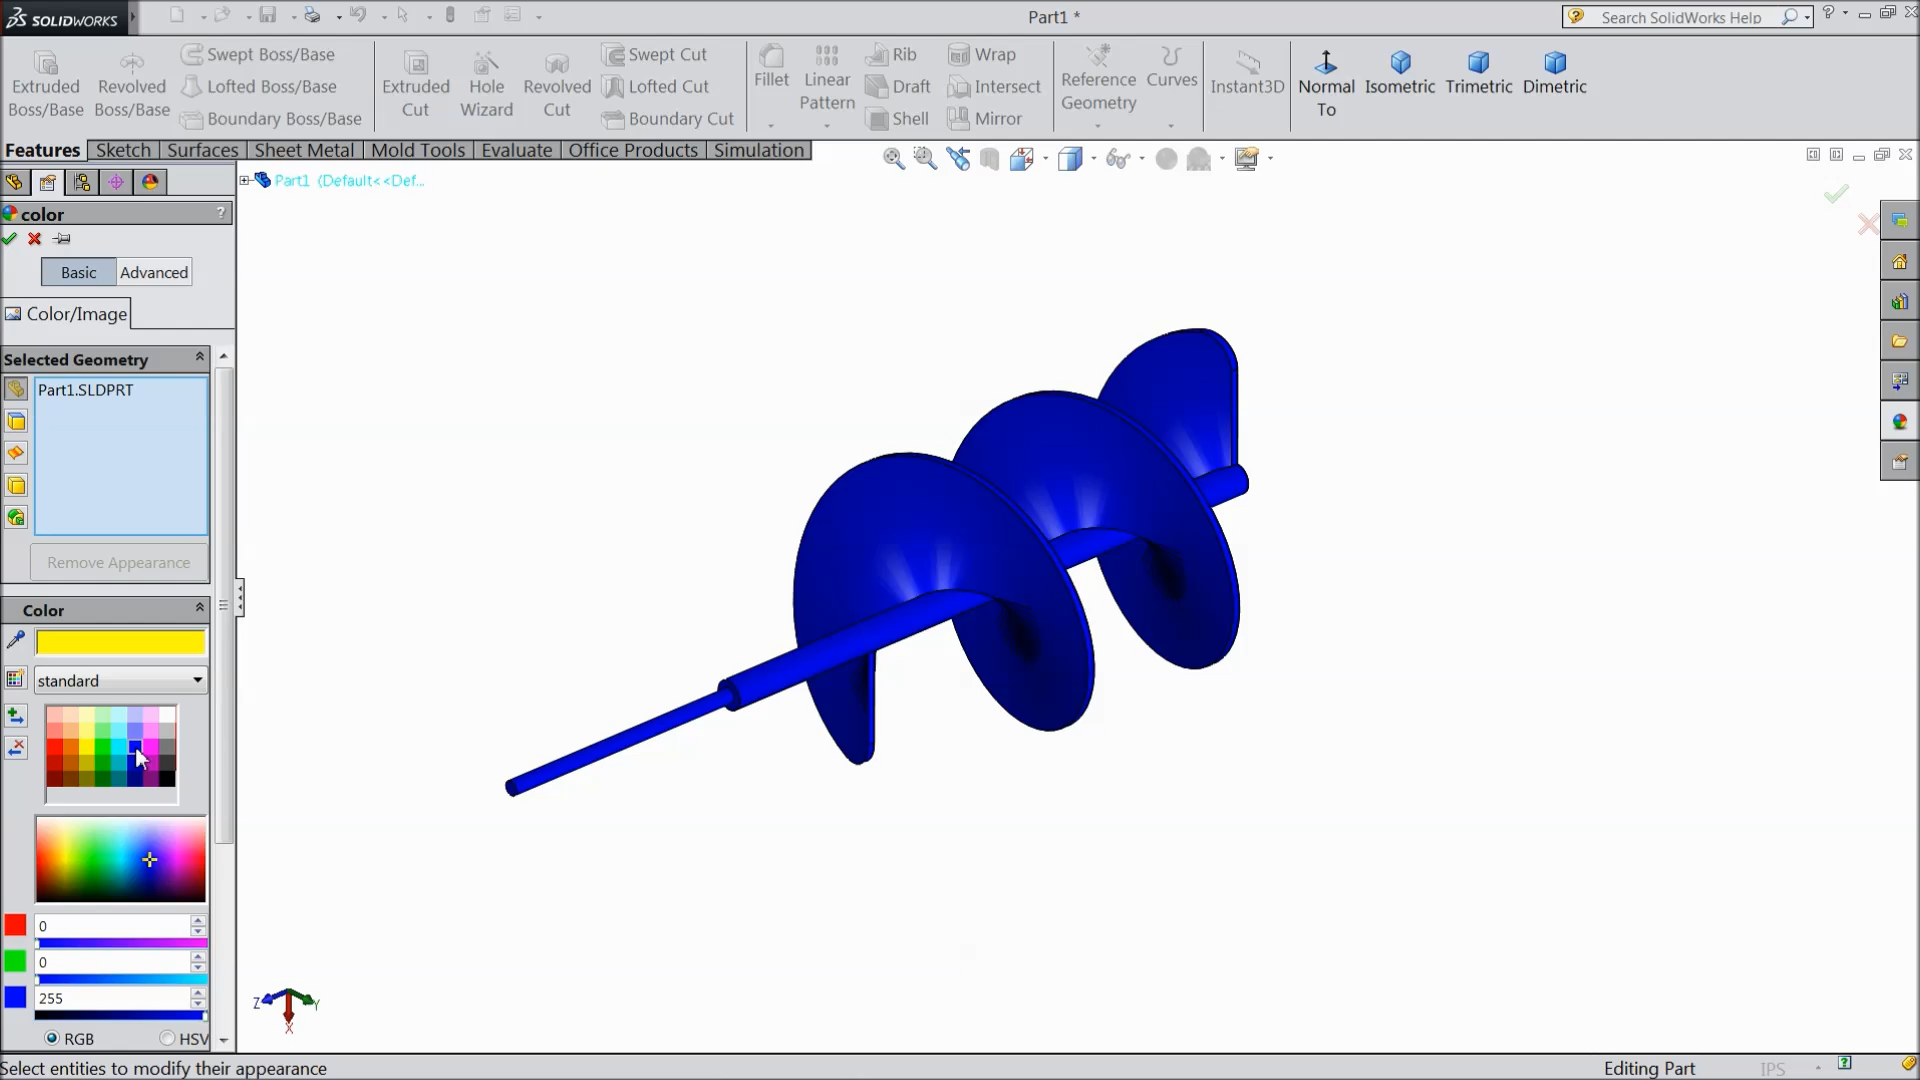 SOLIDWORKS
Part1 *
Search SolidWorks Help
Extruded Boss/Base
Revolved Boss/Base
Swept Boss/Base
Lofted Boss/Base
Boundary Boss/Base
Extruded Cut
Hole Wizard
Revolved Cut
Swept Cut
Lofted Cut
Boundary Cut
Fillet
Linear Pattern
Rib
Draft
Shell
Wrap
Intersect
Mirror
Reference Geometry
Curves
Instant3D
Normal To
Isometric
Trimetric
Dimetric
Features
Sketch
Surfaces
Sheet Metal
Mold Tools
Evaluate
Office Products
Simulation
Part1 (Default<<Def...
color
?
Basic
Advanced
Color/Image
Selected Geometry
Part1.SLDPRT
Remove Appearance
Color
standard
0
0
255
RGB
HSV
Z
Y
X
Select entities to modify their appearance
Editing Part
IPS